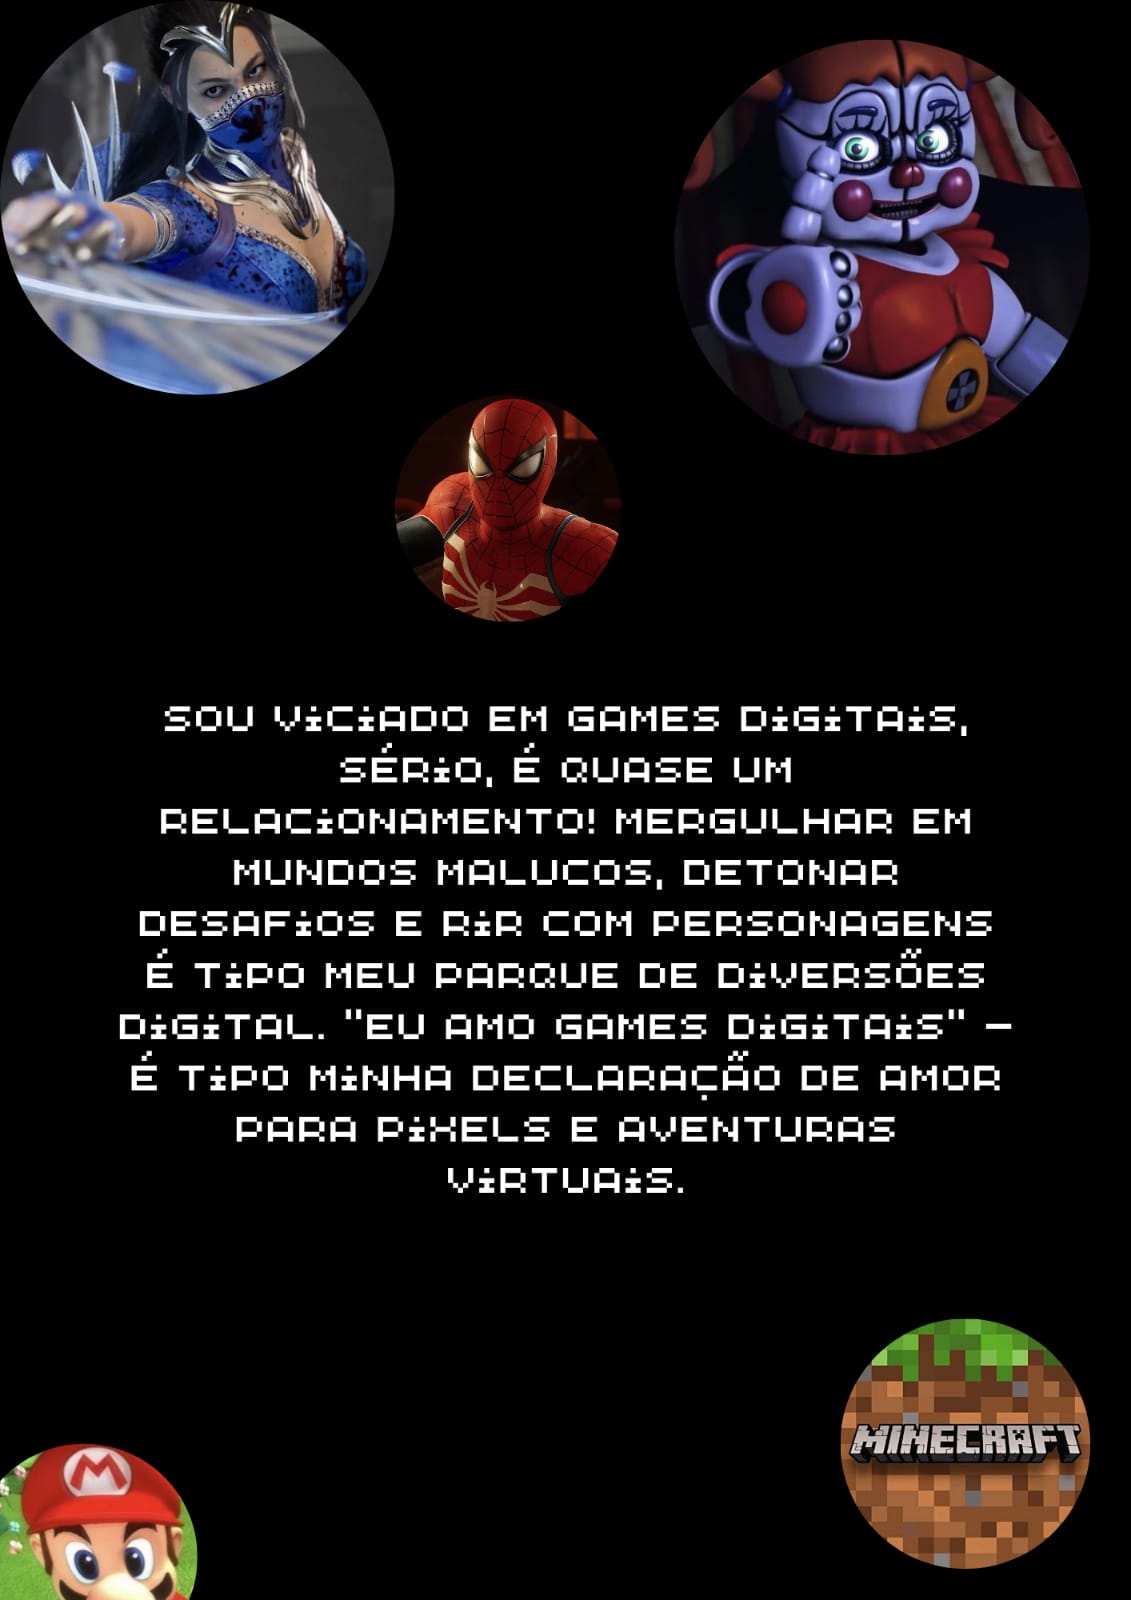 SOU VICIADO EM GAMES DIGITAIS,
SÉRIO, É QUASE UM
RELACIONAMENTO! MERGULHAR EM
MUNDOS MALUCOS, DETONAR
DESAFIOS E RIR COM PERSONAGENS
É TIPO MEU PARQUE DE DIVERSÕES
DIGITAL. "EU AMO GAMES DIGITAIS" –
É TIPO MINHA DECLARAÇÃO DE AMOR
PARA PIXELS E AVENTURAS
VIRTUAIS.
MINECRAFT
M